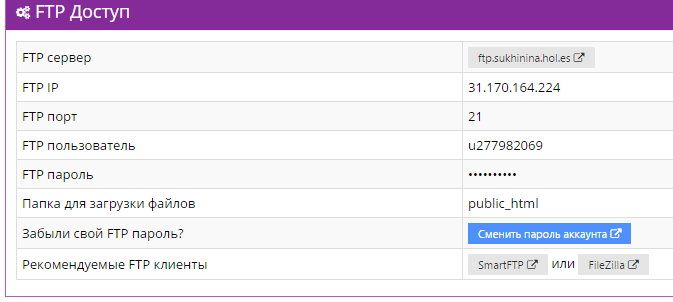 FTP Доступ
FTP сервер ftp.sukhinina.hol.es
FTP IP 31.170.164.224
FTP порт 21
FTP пользователь u277982069
FTP пароль ••••••••••
Папка для загрузки файлов public_html
Забыли свой FTP пароль? Сменить пароль аккаунта
Рекомендуемые FTP клиенты SmartFTP или FileZilla